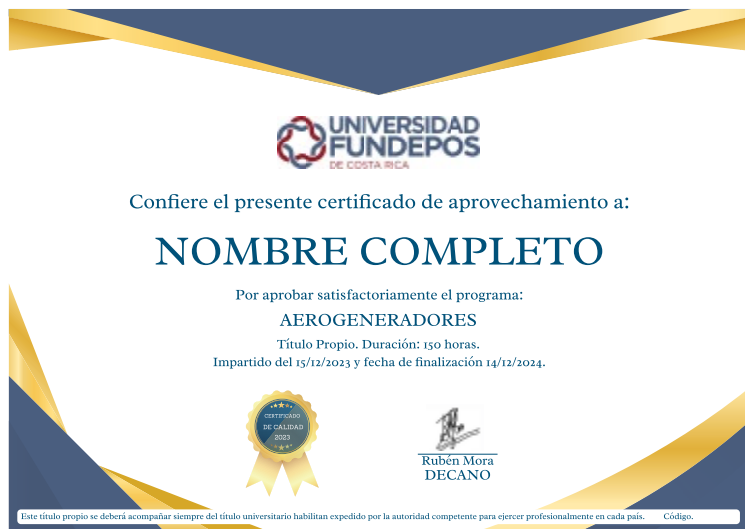 UNIVERSIDAD
FUNDEPOS
DE COSTA RICA
Confiere el presente certificado de aprovechamiento a:
NOMBRE COMPLETO
Por aprobar satisfactoriamente el programa:
AEROGENERADORES
Título Propio. Duración: 150 horas.
Impartido del 15/12/2023 y fecha de finalización 14/12/2024.
CERTIFICADO
DE CALIDAD
2023
Rubén Mora
DECANO
Este título propio se deberá acompañar siempre del título universitario habilitan expedido por la autoridad competente para ejercer profesionalmente en cada país. Código.